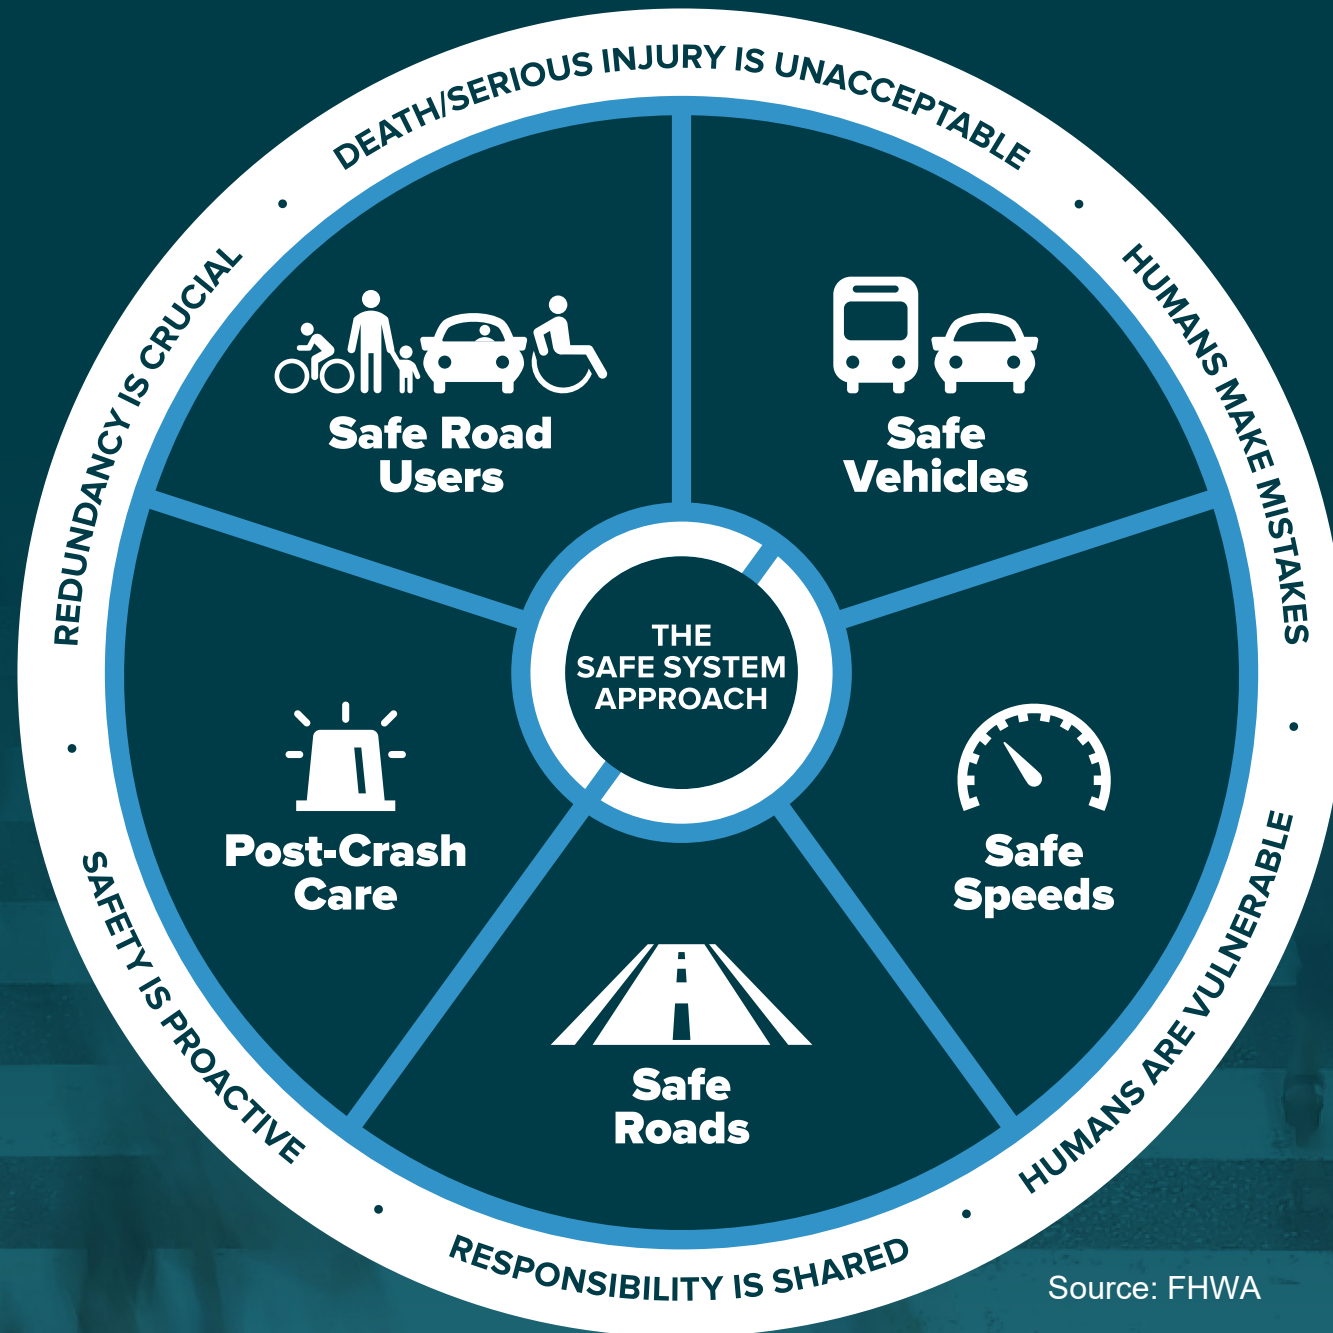 DEATH/SERIOUS INJURY IS UNACCEPTABLE
HUMANS MAKE MISTAKES
HUMANS ARE VULNERABLE
RESPONSIBILITY IS SHARED
SAFETY IS PROACTIVE
REDUNDANCY IS CRUCIAL
Safe Road
Users
Safe
Vehicles
THE
SAFE SYSTEM
APPROACH
Post-Crash
Care
Safe
Speeds
Safe
Roads
Source: FHWA